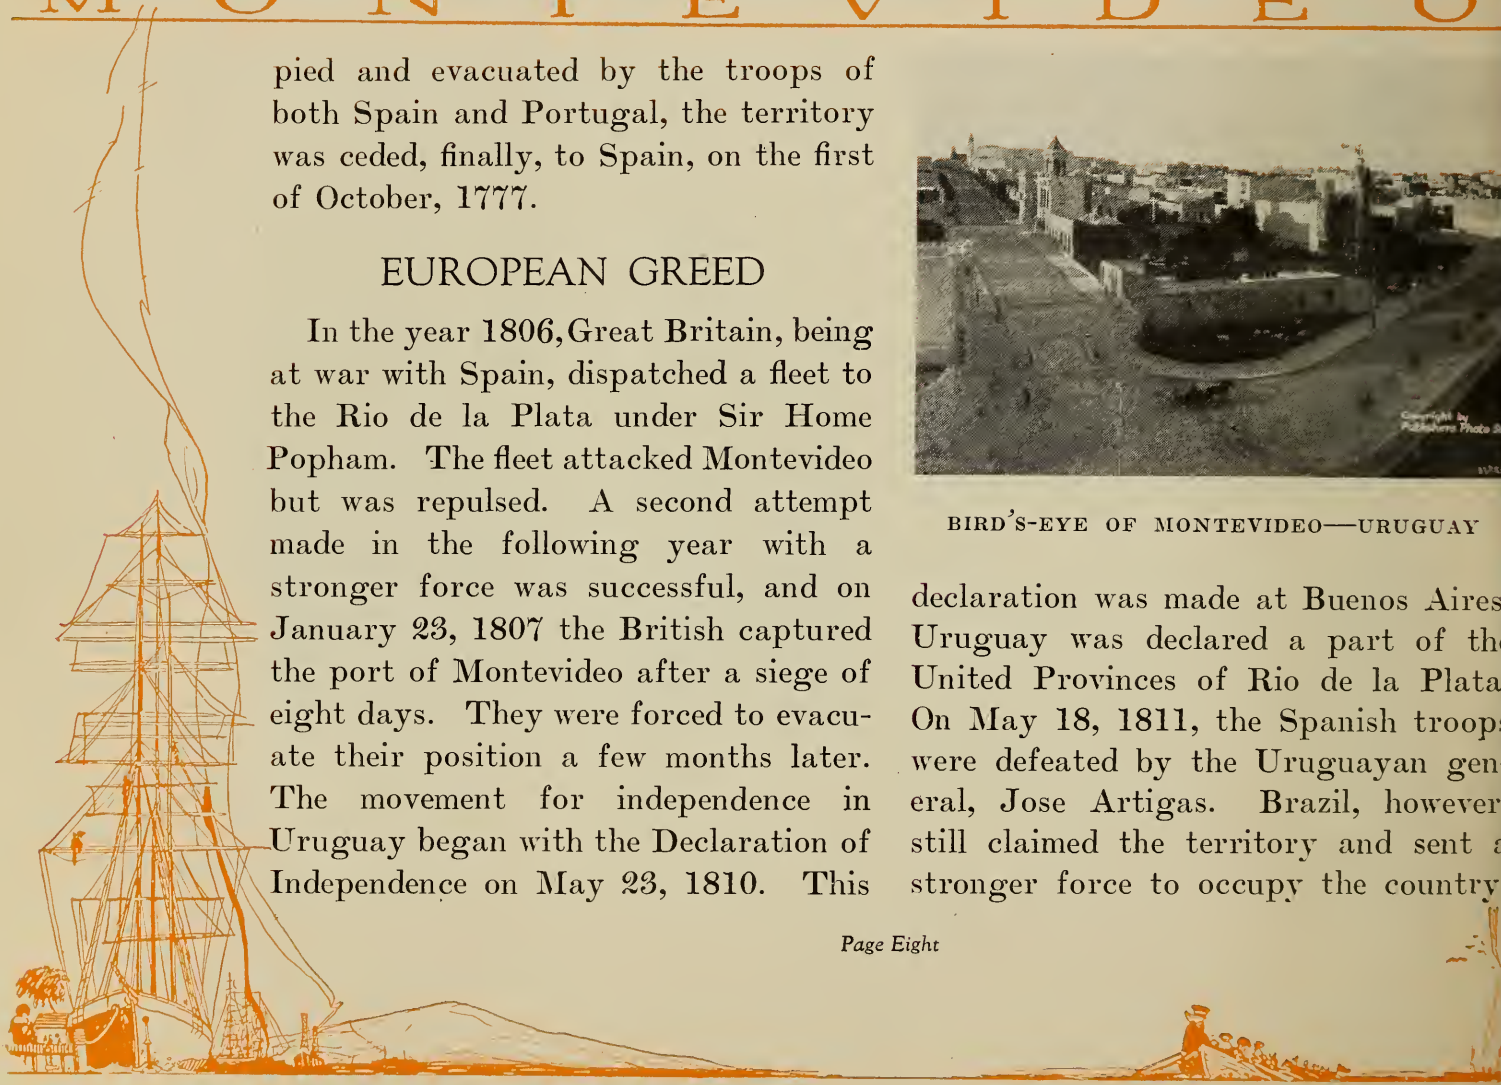 MONTEVIDEO
pied and evacuated by the troops of
both Spain and Portugal, the territory
was ceded, finally, to Spain, on the first
of October, 1777.
EUROPEAN GREED
In the year 1806, Great Britain, being
at war with Spain, dispatched a fleet to
the Rio de la Plata under Sir Home
Popham. The fleet attacked Montevideo
but was repulsed. A second attempt
made in the following year with a
stronger force was successful, and on
January 23, 1807 the British captured
the port of Montevideo after a siege of
eight days. They were forced to evacu-
ate their position a few months later.
The movement for independence in
Uruguay began with the Declaration of
Independence on May 23, 1810. This
Copyright by
Publishers Photo
BIRD'S-EYE OF MONTEVIDEO—URUGUAY
declaration was made at Buenos Aires
Uruguay was declared a part of th
United Provinces of Rio de la Plata
On May 18, 1811, the Spanish troop
were defeated by the Uruguayan gen
eral, Jose Artigas. Brazil, however
still claimed the territory and sent
stronger force to occupy the country
Page Eight